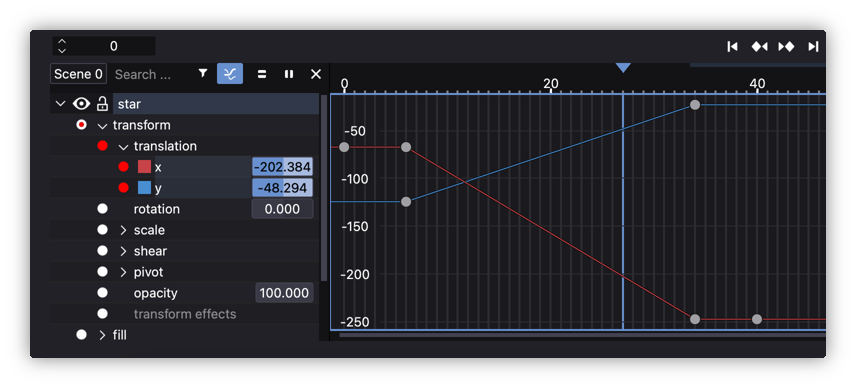 0
Scene 0 Search ...
0 20 40
star
transform
translation
x -202.384
y -48.294
rotation 0.000
scale
shear
pivot
opacity 100.000
transform effects
fill
-50
-100
-150
-200
-250